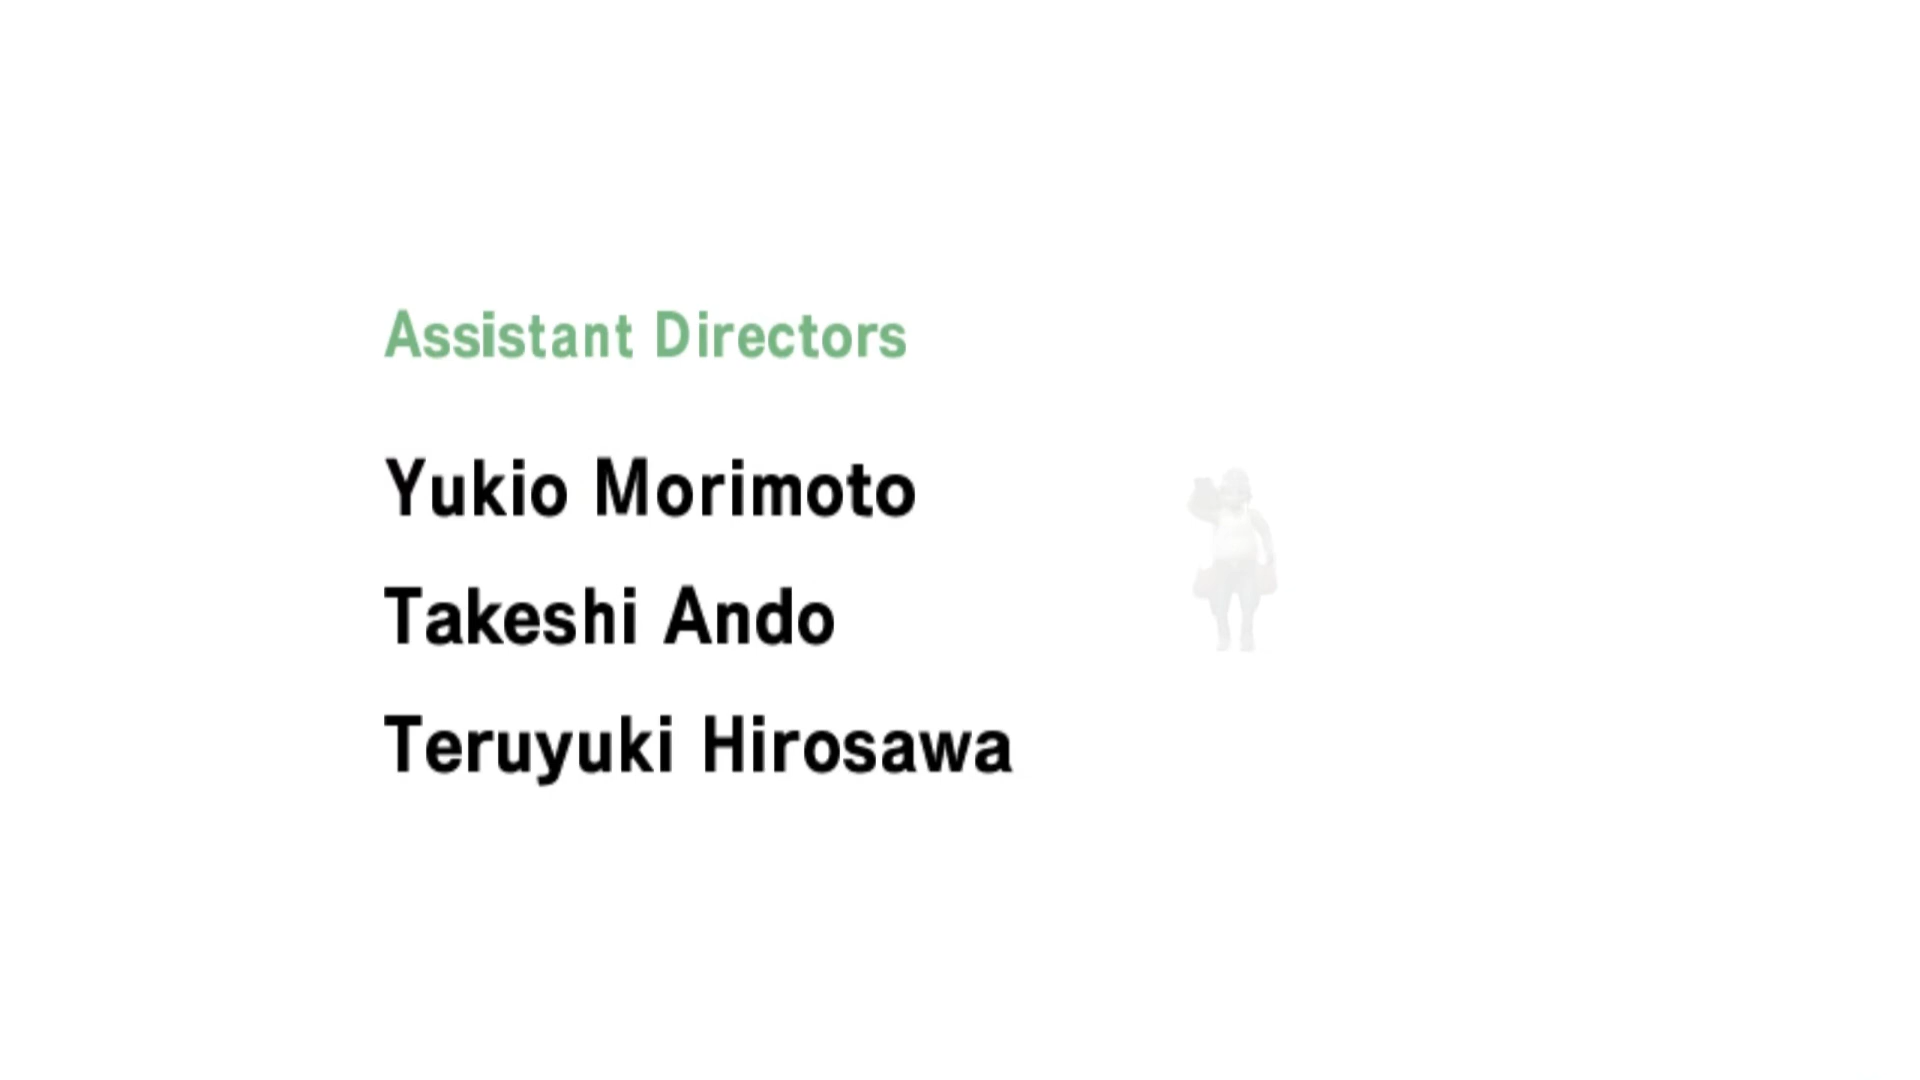 Assistant Directors
Yukio Morimoto
Takeshi Ando
Teruyuki Hirosawa